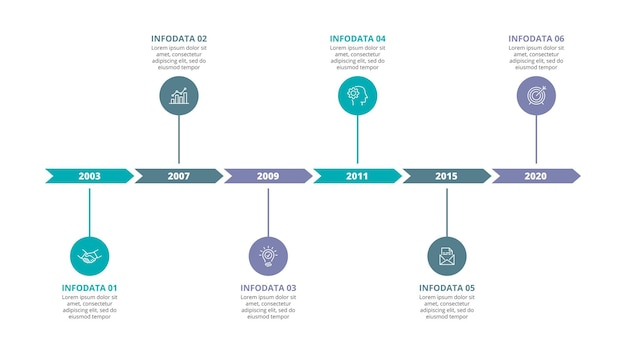 INFODATA 02
Lorem ipsum dolor sit
amet, consectetur
adipiscing elit, sed do
eiusmod tempor
INFODATA 04
Lorem ipsum dolor sit
amet, consectetur
adipiscing elit, sed do
eiusmod tempor
INFODATA 06
Lorem ipsum dolor sit
amet, consectetur
adipiscing elit, sed do
eiusmod tempor
2003
2007
2009
2011
2015
2020
INFODATA 01
Lorem ipsum dolor sit
amet, consectetur
adipiscing elit, sed do
eiusmod tempor
INFODATA 03
Lorem ipsum dolor sit
amet, consectetur
adipiscing elit, sed do
eiusmod tempor
INFODATA 05
Lorem ipsum dolor sit
amet, consectetur
adipiscing elit, sed do
eiusmod tempor